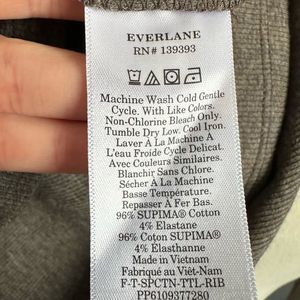 EVERLANE
RN# 139393
Machine Wash Cold Gentle
Cycle. With Like Colors.
Non-Chlorine Bleach Only.
Tumble Dry Low. Cool Iron.
Laver À La Machine À
L'eau Froide Cycle Delicat.
Avec Couleurs Similaires.
Blanchir Sans Chlore.
Sécher À La Machine
Basse Température.
Repasser À Fer Bas.
96% SUPIMA® Cotton
4% Elastane
96% Coton SUPIMA®
4% Elasthanne
Made in Vietnam
Fabriqué au Viêt-Nam
F-T-SPCTN-TTL-RIB
PP6109377280